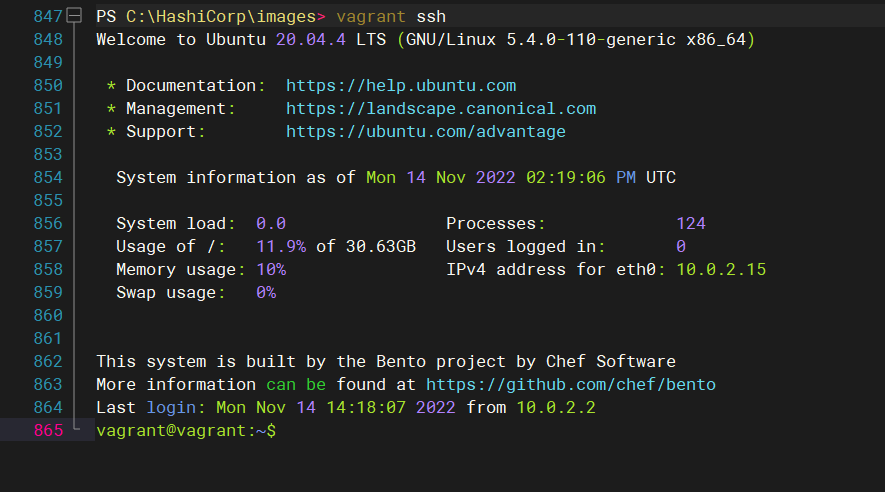 847 PS C:\HashiCorp\images> vagrant ssh
848 Welcome to Ubuntu 20.04.4 LTS (GNU/Linux 5.4.0-110-generic x86_64)
849
850  * Documentation:  https://help.ubuntu.com
851  * Management:     https://landscape.canonical.com
852  * Support:        https://ubuntu.com/advantage
853
854   System information as of Mon 14 Nov 2022 02:19:06 PM UTC
855
856   System load:  0.0                Processes:             124
857   Usage of /:   11.9% of 30.63GB   Users logged in:       0
858   Memory usage: 10%                IPv4 address for eth0: 10.0.2.15
859   Swap usage:   0%
860
861
862 This system is built by the Bento project by Chef Software
863 More information can be found at https://github.com/chef/bento
864 Last login: Mon Nov 14 14:18:07 2022 from 10.0.2.2
865 vagrant@vagrant:~$